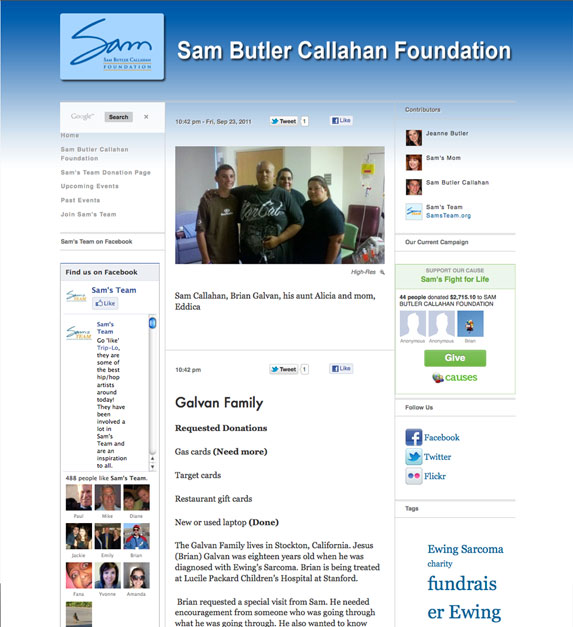 Sam
SAM BUTLER CALLAHAN
FOUNDATION
Sam Butler Callahan Foundation
Google™
Search
×
Home
Sam Butler Callahan
Foundation
Sam's Team Donation Page
Upcoming Events
Past Events
Join Sam's Team
Sam's Team on Facebook
Find us on Facebook
Sam's Team
Like
Sam's
Team
Go 'like'
Trip-Lo,
they are
some of
the best
hip/hop
artists
around
today!
They have
been
involved a
lot in
Sam's
Team and
are an
inspiration
to all.
488 people like Sam's Team.
Paul
Mike
Diane
Jackie
Emily
Brian
Fana
Yvonne
Amanda
10:42 pm - Fri, Sep 23, 2011
Tweet
1
Like
High-Res
Sam Callahan, Brian Galvan, his aunt Alicia and mom,
Eddica
10:42 pm
Tweet
1
Like
Galvan Family
Requested Donations
Gas cards (Need more)
Target cards
Restaurant gift cards
New or used laptop (Done)
The Galvan Family lives in Stockton, California. Jesus
(Brian) Galvan was eighteen years old when he was
diagnosed with Ewing's Sarcoma. Brian is being treated
at Lucile Packard Children's Hospital at Stanford.
Brian requested a special visit from Sam. He needed
encouragement from someone who was going through
what he was going through. He also wanted to know
Contributors
Jeanne Butler
Sam's Mom
Sam Butler Callahan
Sam's Team
SamsTeam.org
Our Current Campaign
SUPPORT OUR CAUSE
Sam's Fight for Life
44 people donated $2,715.10 to SAM
BUTLER CALLAHAN FOUNDATION
Anonymous
Anonymous
Brian
Give
causes
Follow Us
Facebook
Twitter
Flickr
Tags
Ewing Sarcoma
charity
fundrais
er Ewing